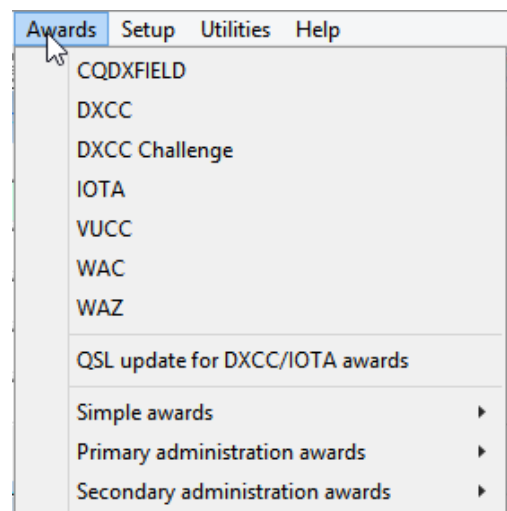 Awards Setup Utilities Help
CQDXFIELD
DXCC
DXCC Challenge
IOTA
VUCC
WAC
WAZ
QSL update for DXCC/IOTA awards
Simple awards
Primary administration awards
Secondary administration awards